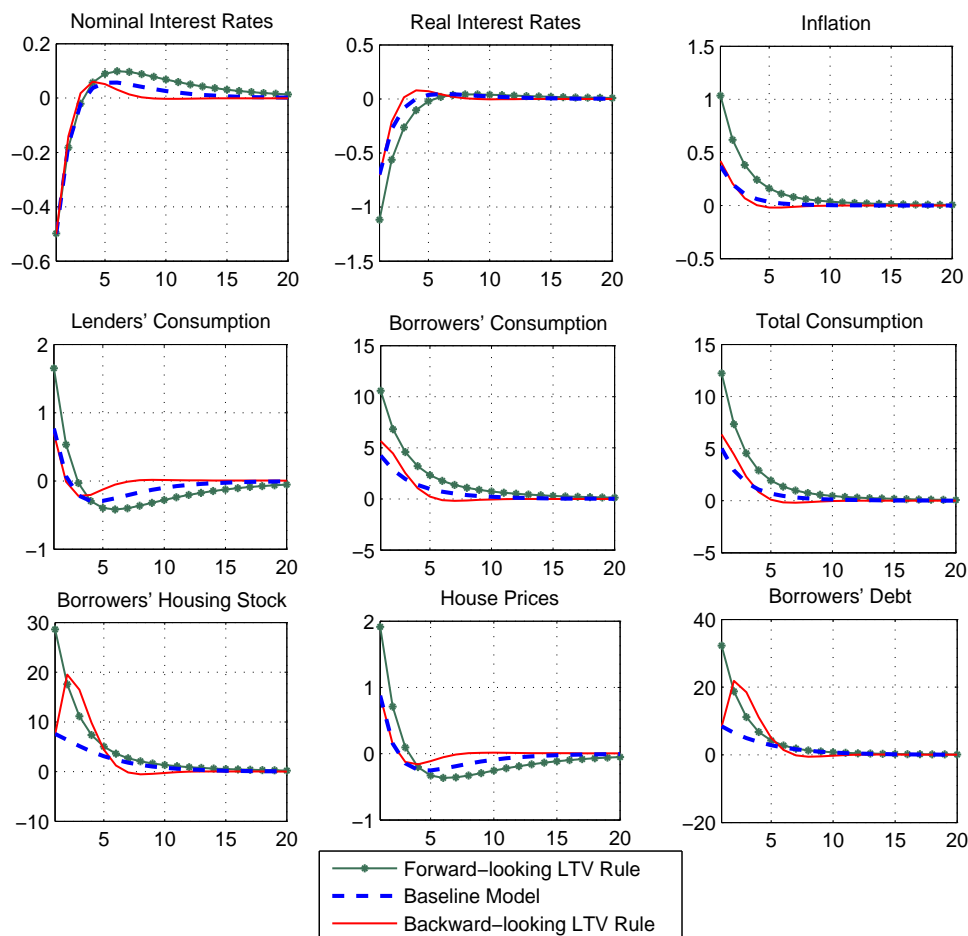 Nominal Interest Rates
0.2
0
−0.2
−0.4
−0.6
5 10 15 20
Real Interest Rates
0.5
0
−0.5
−1
−1.5
5 10 15 20
Inflation
1.5
1
0.5
0
−0.5
5 10 15 20
Lenders’ Consumption
2
1
0
−1
5 10 15 20
Borrowers’ Consumption
15
10
5
0
−5
5 10 15 20
Total Consumption
15
10
5
0
−5
5 10 15 20
Borrowers’ Housing Stock
30
20
10
0
−10
5 10 15 20
House Prices
2
1
0
−1
5 10 15 20
Borrowers’ Debt
40
20
0
−20
5 10 15 20
Forward−looking LTV Rule
Baseline Model
Backward−looking LTV Rule